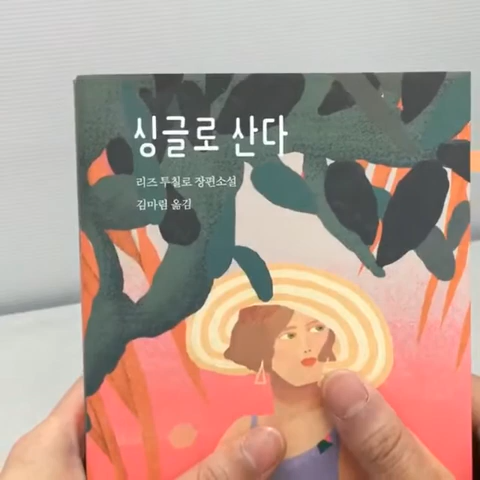 싱글로 산다
리즈 투칠로 장편소설
김마림 옮김